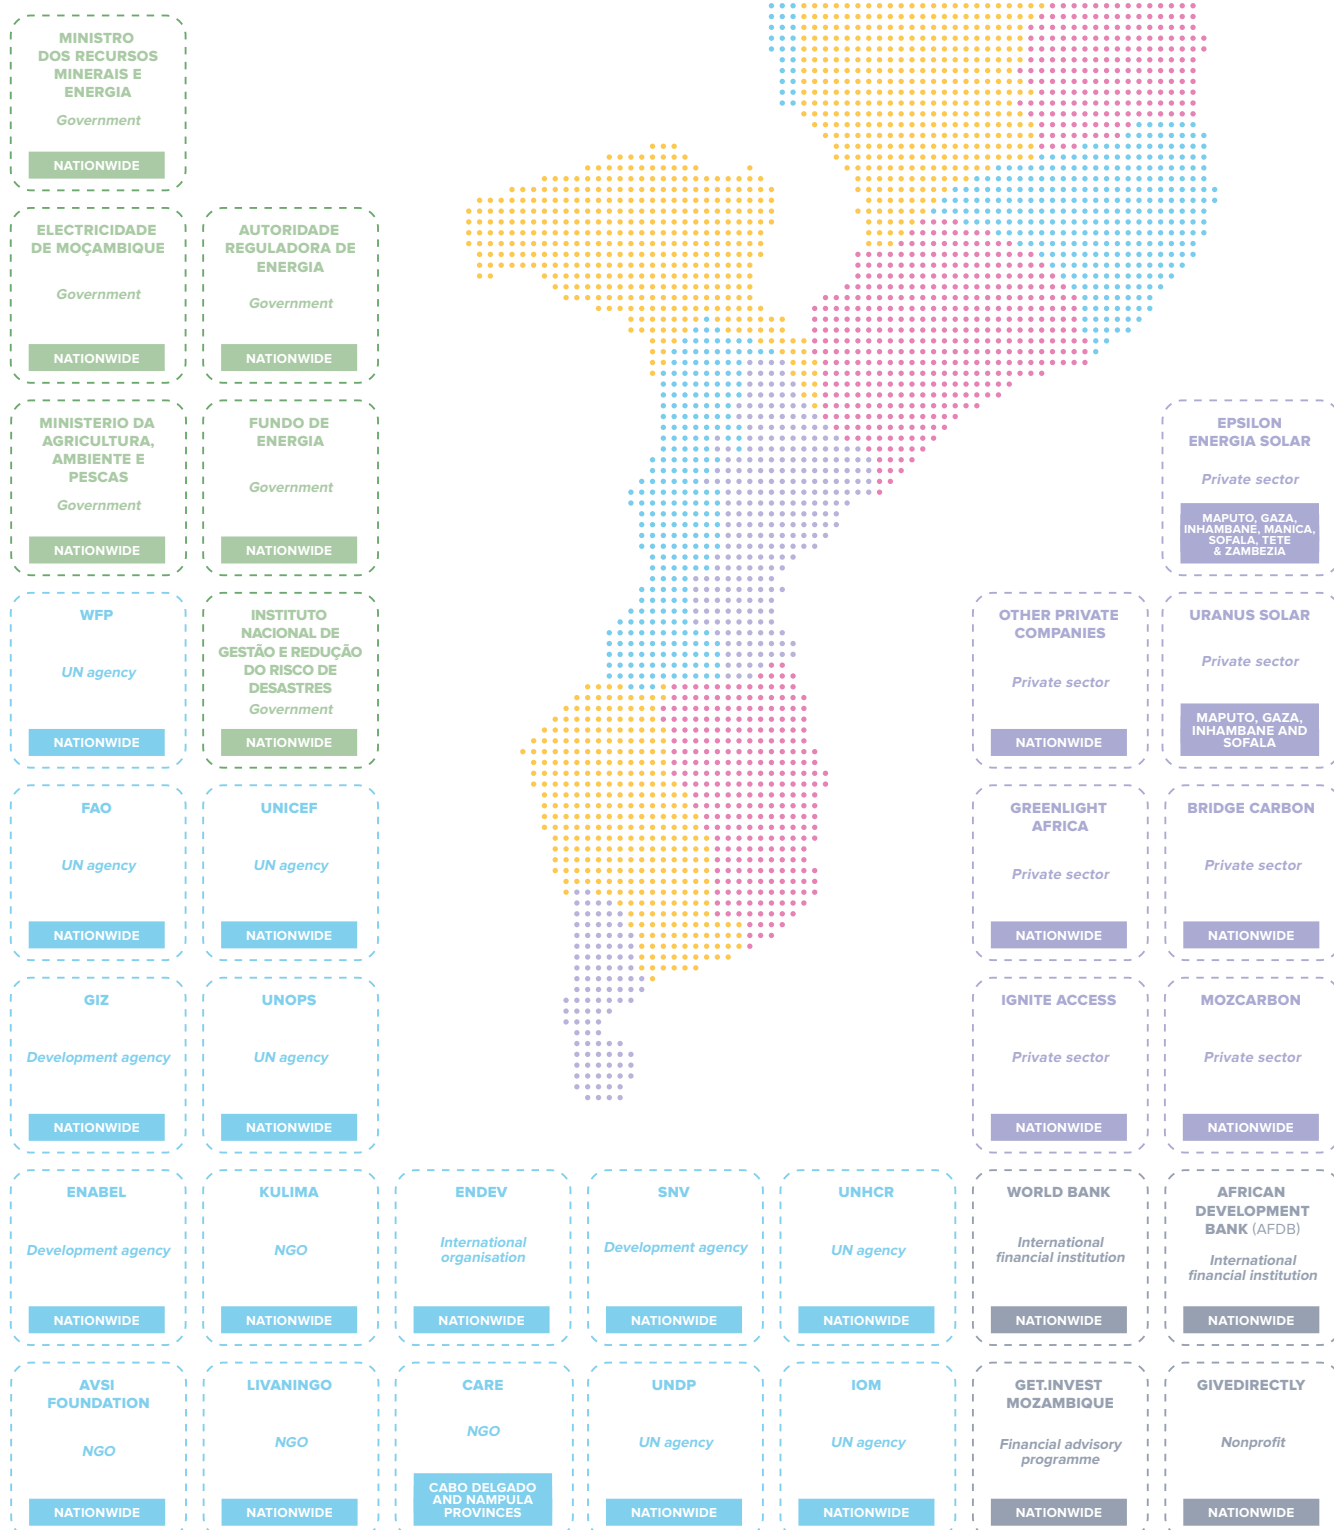 MINISTRO
DOS RECURSOS
MINERAIS E
ENERGIA
Government
NATIONWIDE
ELECTRICIDADE
DE MOÇAMBIQUE
Government
NATIONWIDE
AUTORIDADE
REGULADORA DE
ENERGIA
Government
NATIONWIDE
MINISTERIO DA
AGRICULTURA,
AMBIENTE E
PESCAS
Government
NATIONWIDE
FUNDO DE
ENERGIA
Government
NATIONWIDE
EPSILON
ENERGIA SOLAR
Private sector
MAPUTO, GAZA,
INHAMBANE, MANICA,
SOFALA, TETE
& ZAMBEZIA
WFP
UN agency
NATIONWIDE
INSTITUTO
NACIONAL DE
GESTÃO E REDUÇÃO
DO RISCO DE
DESASTRES
Government
NATIONWIDE
OTHER PRIVATE
COMPANIES
Private sector
NATIONWIDE
URANUS SOLAR
Private sector
MAPUTO, GAZA,
INHAMBANE AND
SOFALA
FAO
UN agency
NATIONWIDE
UNICEF
UN agency
NATIONWIDE
GREENLIGHT
AFRICA
Private sector
NATIONWIDE
BRIDGE CARBON
Private sector
NATIONWIDE
GIZ
Development agency
NATIONWIDE
UNOPS
UN agency
NATIONWIDE
IGNITE ACCESS
Private sector
NATIONWIDE
MOZCARBON
Private sector
NATIONWIDE
ENABEL
Development agency
NATIONWIDE
KULIMA
NGO
NATIONWIDE
ENDEV
International
organisation
NATIONWIDE
SNV
Development agency
NATIONWIDE
UNHCR
UN agency
NATIONWIDE
WORLD BANK
International
financial institution
NATIONWIDE
AFRICAN
DEVELOPMENT
BANK (AFDB)
International
financial institution
NATIONWIDE
AVSI
FOUNDATION
NGO
NATIONWIDE
LIVANINGO
NGO
NATIONWIDE
CARE
NGO
CABO DELGADO
AND NAMPULA
PROVINCES
UNDP
UN agency
NATIONWIDE
IOM
UN agency
NATIONWIDE
GET.INVEST
MOZAMBIQUE
Financial advisory
programme
NATIONWIDE
GIVEDIRECTLY
Nonprofit
NATIONWIDE